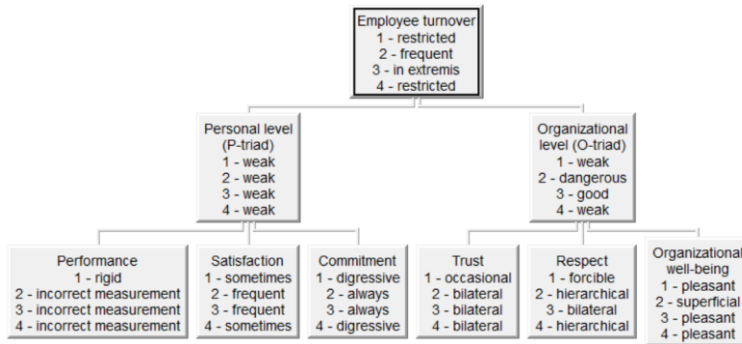 Employee turnover
1 - restricted
2 - frequent
3 - in extremis
4 - restricted
Personal level
(P-triad)
1 - weak
2 - weak
3 - weak
4 - weak
Organizational
level (O-triad)
1 - weak
2 - dangerous
3 - good
4 - weak
Performance
1 - rigid
2 - incorrect measurement
3 - incorrect measurement
4 - incorrect measurement
Satisfaction
1 - sometimes
2 - frequent
3 - frequent
4 - sometimes
Commitment
1 - digressive
2 - always
3 - always
4 - digressive
Trust
1 - occasional
2 - bilateral
3 - bilateral
4 - bilateral
Respect
1 - forcible
2 - hierarchical
3 - bilateral
4 - hierarchical
Organizational
well-being
1 - pleasant
2 - superficial
3 - pleasant
4 - pleasant